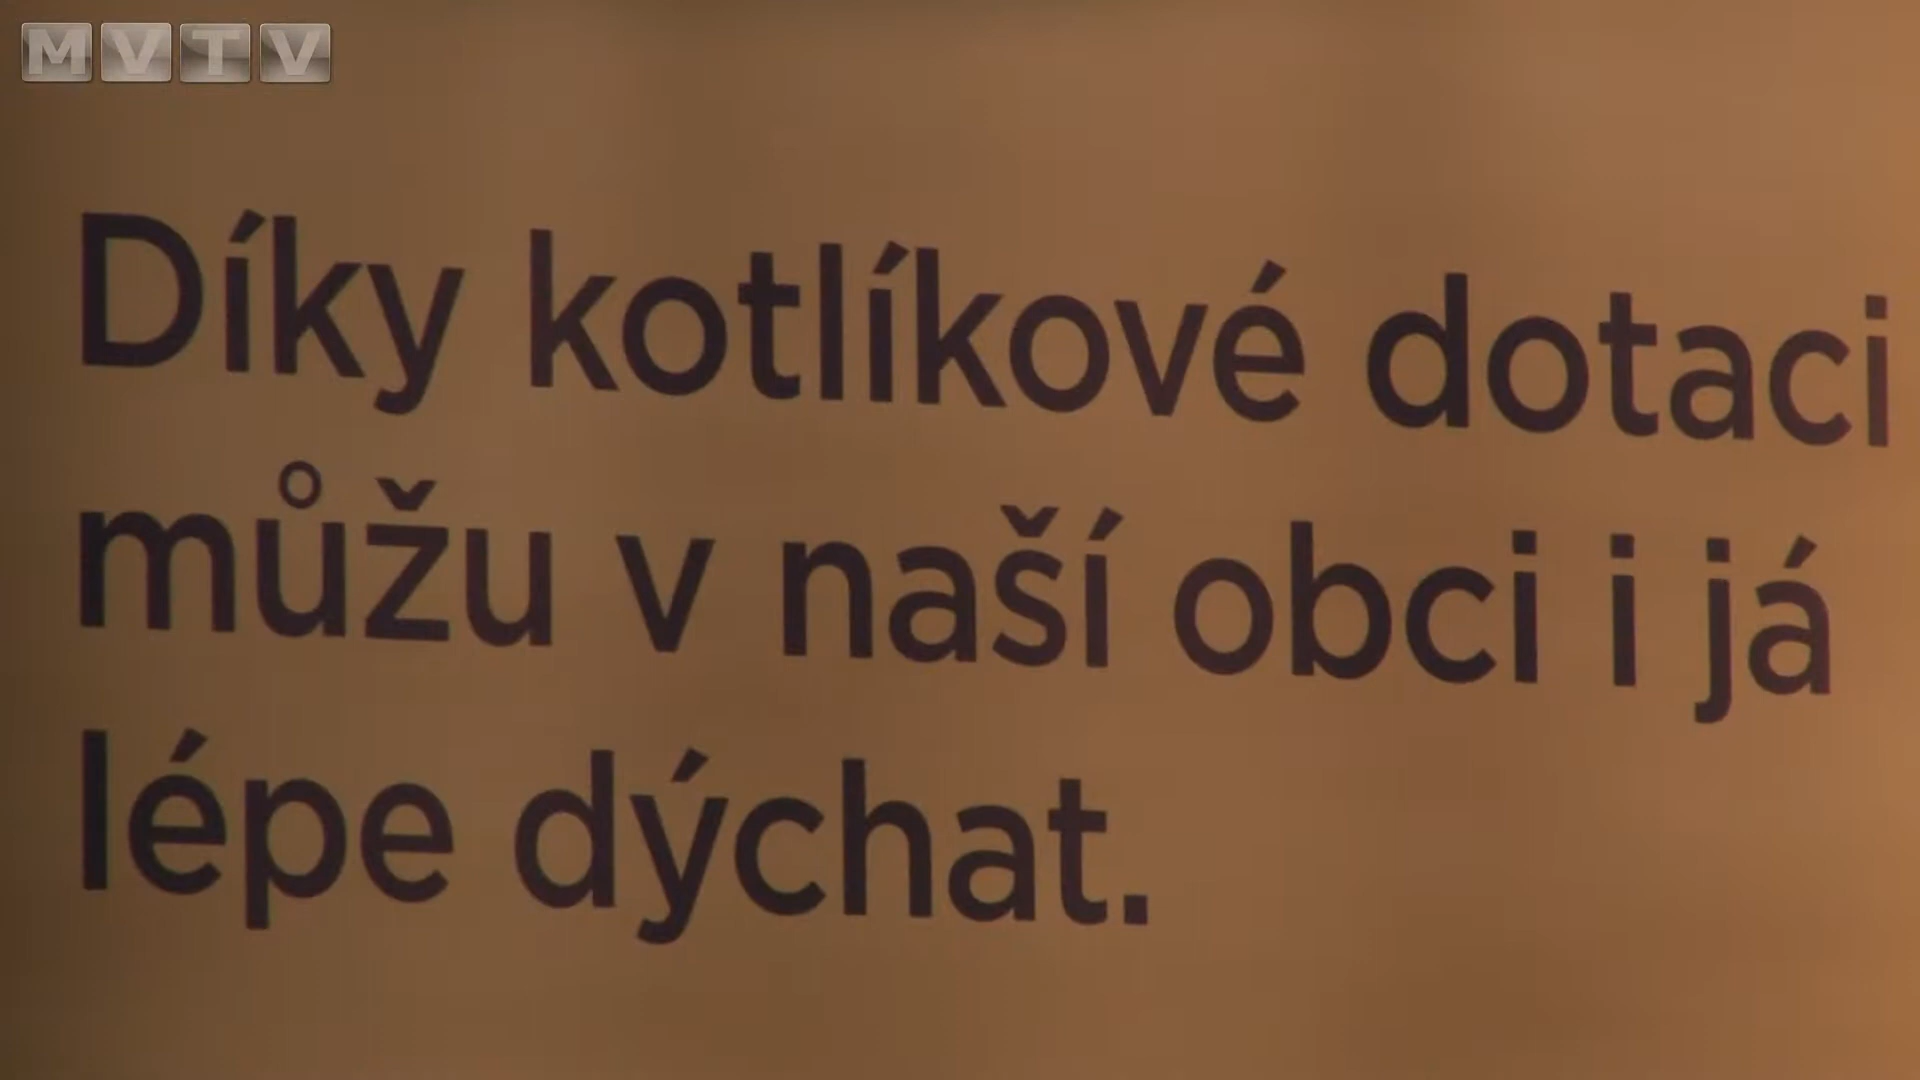 MVTV
Díky kotlíkové dotaci
můžu v naší obci i já
lépe dýchat.